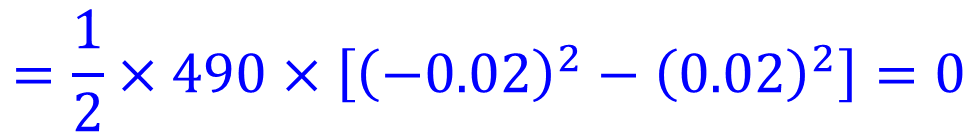 = 1/2 × 490 × [(−0.02)² − (0.02)²] = 0